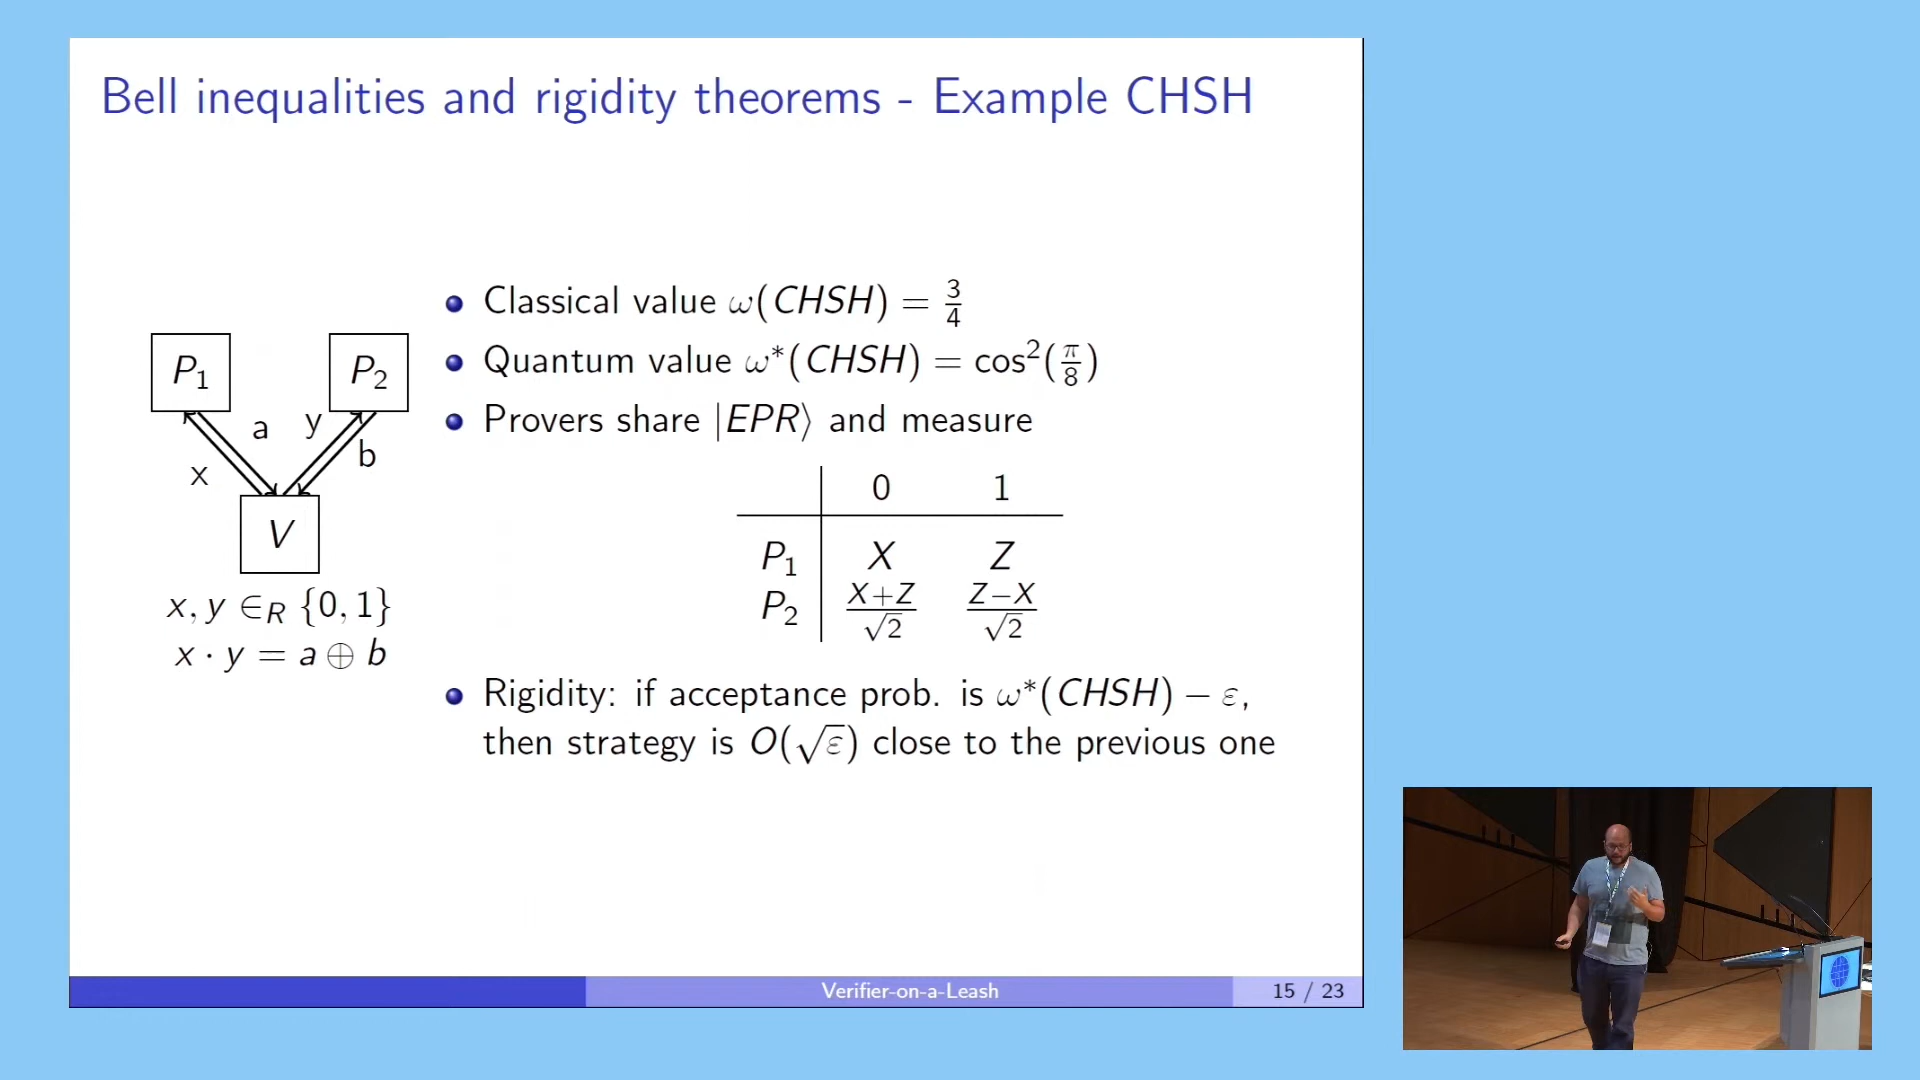 Bell inequalities and rigidity theorems - Example CHSH
P₁
P₂
a
y
x
b
V
x, y ∈_R {0, 1}
x · y = a ⊕ b
Classical value ω(CHSH) = 3/4
Quantum value ω*(CHSH) = cos²(π/8)
Provers share |EPR⟩ and measure
0 1
P₁ X Z
P₂ X+Z/√2 Z−X/√2
Rigidity: if acceptance prob. is ω*(CHSH) − ε,
then strategy is O(√ε) close to the previous one
Verifier-on-a-Leash
15 / 23